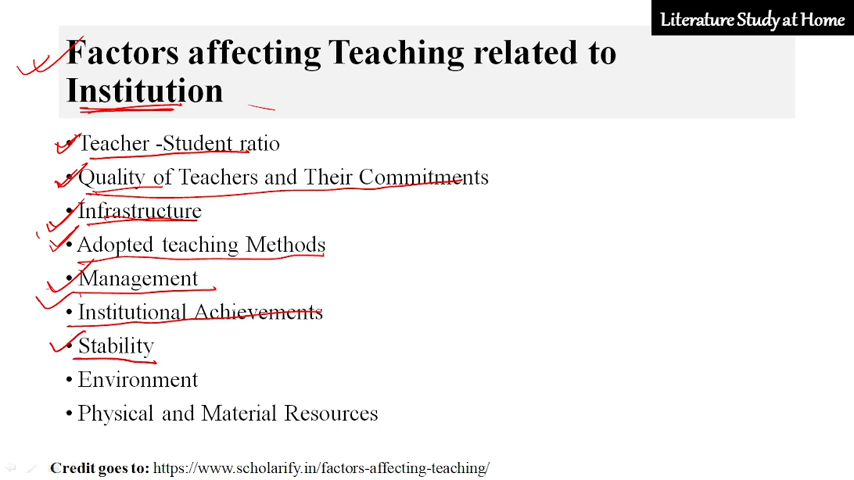 Literature Study at Home
Factors affecting Teaching related to
Institution
• Teacher -Student ratio
• Quality of Teachers and Their Commitments
• Infrastructure
• Adopted teaching Methods
• Management
• Institutional Achievements
• Stability
• Environment
• Physical and Material Resources
Credit goes to: https://www.scholarify.in/factors-affecting-teaching/